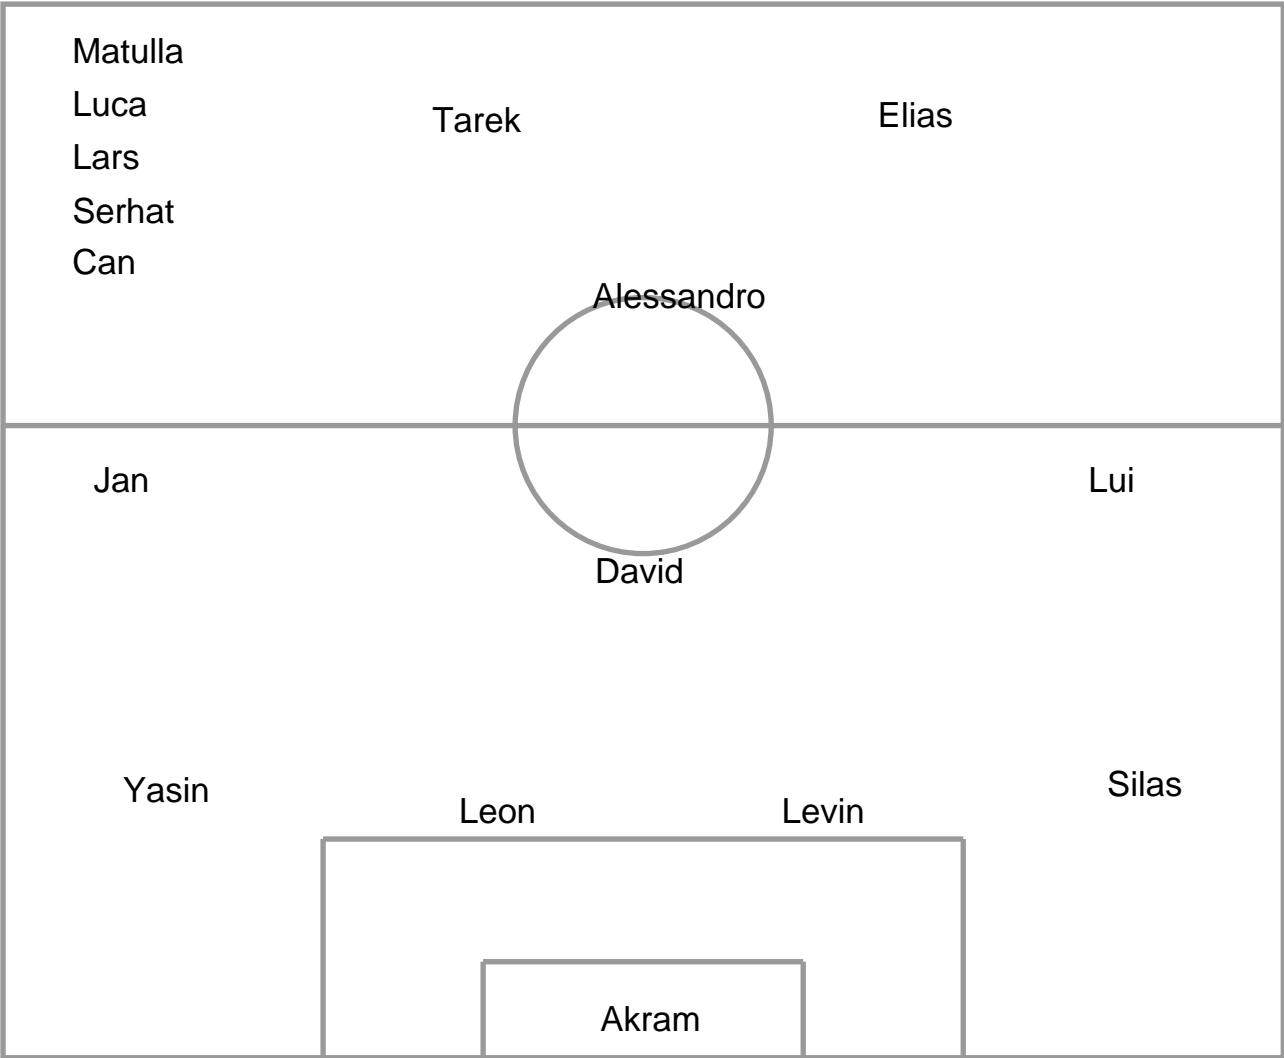 Matulla
Luca
Lars
Serhat
Can
Tarek
Elias
Alessandro
Jan
Lui
David
Yasin
Leon
Levin
Silas
Akram